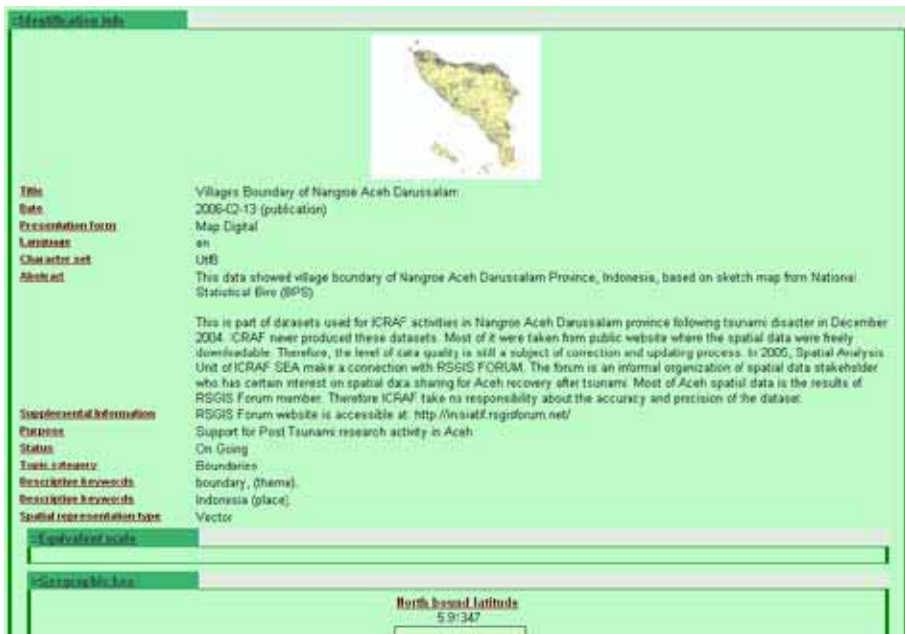 Identification info
Title
Villages Boundary of Nangroe Aceh Darussalam
Date
2006-02-13 (publication)
Presentation form
Map Digital
Language
en
Character set
Utf8
Abstract
This data showed village boundary of Nangroe Aceh Darussalam Province, Indonesia, based on sketch map from National
Statistical Biro (BPS)
This is part of datasets used for ICRAF activities in Nangroe Aceh Darussalam province following tsunami disaster in December
2004. ICRAF never produced these datasets. Most of it were taken from public website where the spatial data were freely
downloadable. Therefore, the level of data quality is still a subject of correction and updating process. In 2005, Spatial Analysis
Unit of ICRAF SEA make a connection with RSGIS FORUM. The forum is an informal organization of spatial data stakeholder
who has certain interest on spatial data sharing for Aceh recovery after tsunami. Most of Aceh spatial data is the results of
RSGIS Forum member. Therefore ICRAF take no responsibility about the accuracy and precision of the dataset.
Supplemental Information
RSGIS Forum website is accessible at: http://inisiatif.rsgisforum.net/
Purpose
Support for Post Tsunami research activity in Aceh
Status
On Going
Topic category
Boundaries
Descriptive keywords
boundary, (theme).
Descriptive keywords
Indonesia (place).
Spatial representation type
Vector
Equivalent scale
Geographic box
North bound latitude
5.91347